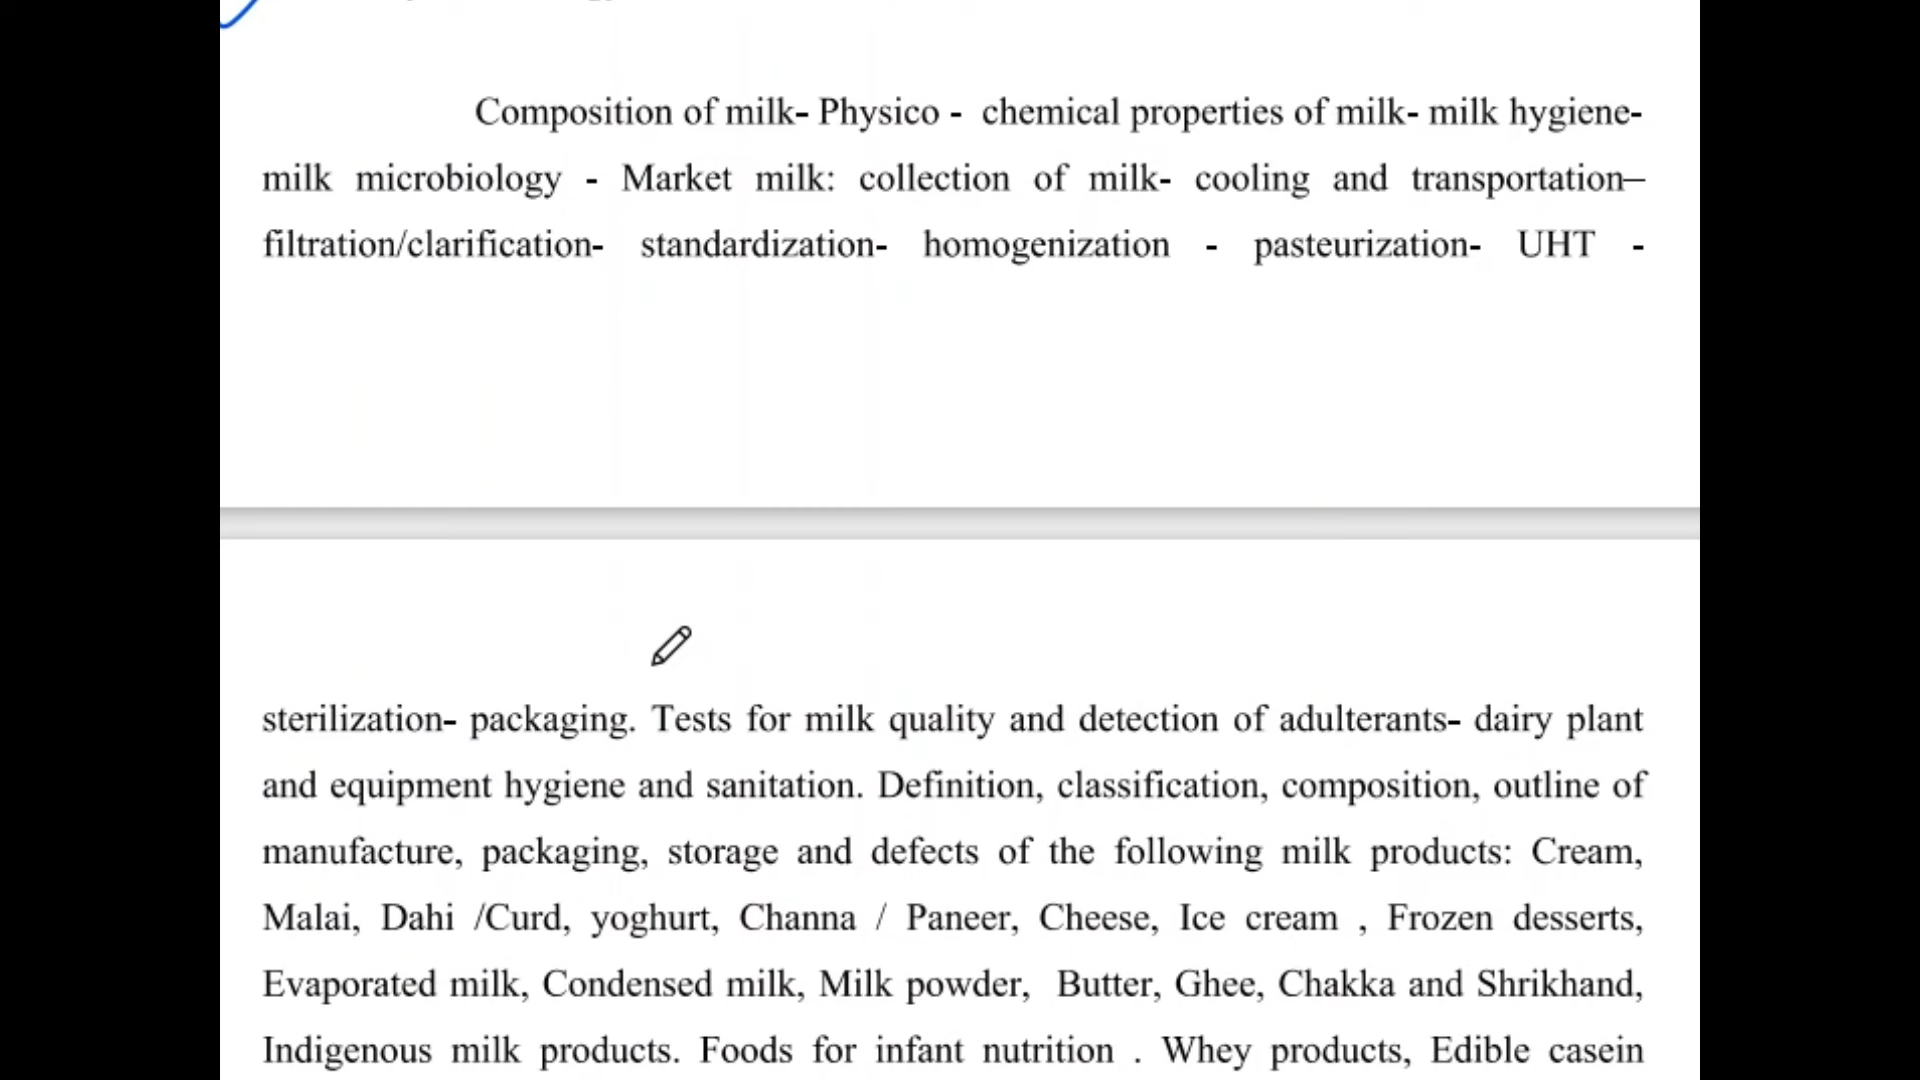 Composition of milk- Physico - chemical properties of milk- milk hygiene-
milk microbiology - Market milk: collection of milk- cooling and transportation–
filtration/clarification- standardization- homogenization - pasteurization- UHT -
sterilization- packaging. Tests for milk quality and detection of adulterants- dairy plant
and equipment hygiene and sanitation. Definition, classification, composition, outline of
manufacture, packaging, storage and defects of the following milk products: Cream,
Malai, Dahi /Curd, yoghurt, Channa / Paneer, Cheese, Ice cream , Frozen desserts,
Evaporated milk, Condensed milk, Milk powder, Butter, Ghee, Chakka and Shrikhand,
Indigenous milk products. Foods for infant nutrition . Whey products, Edible casein